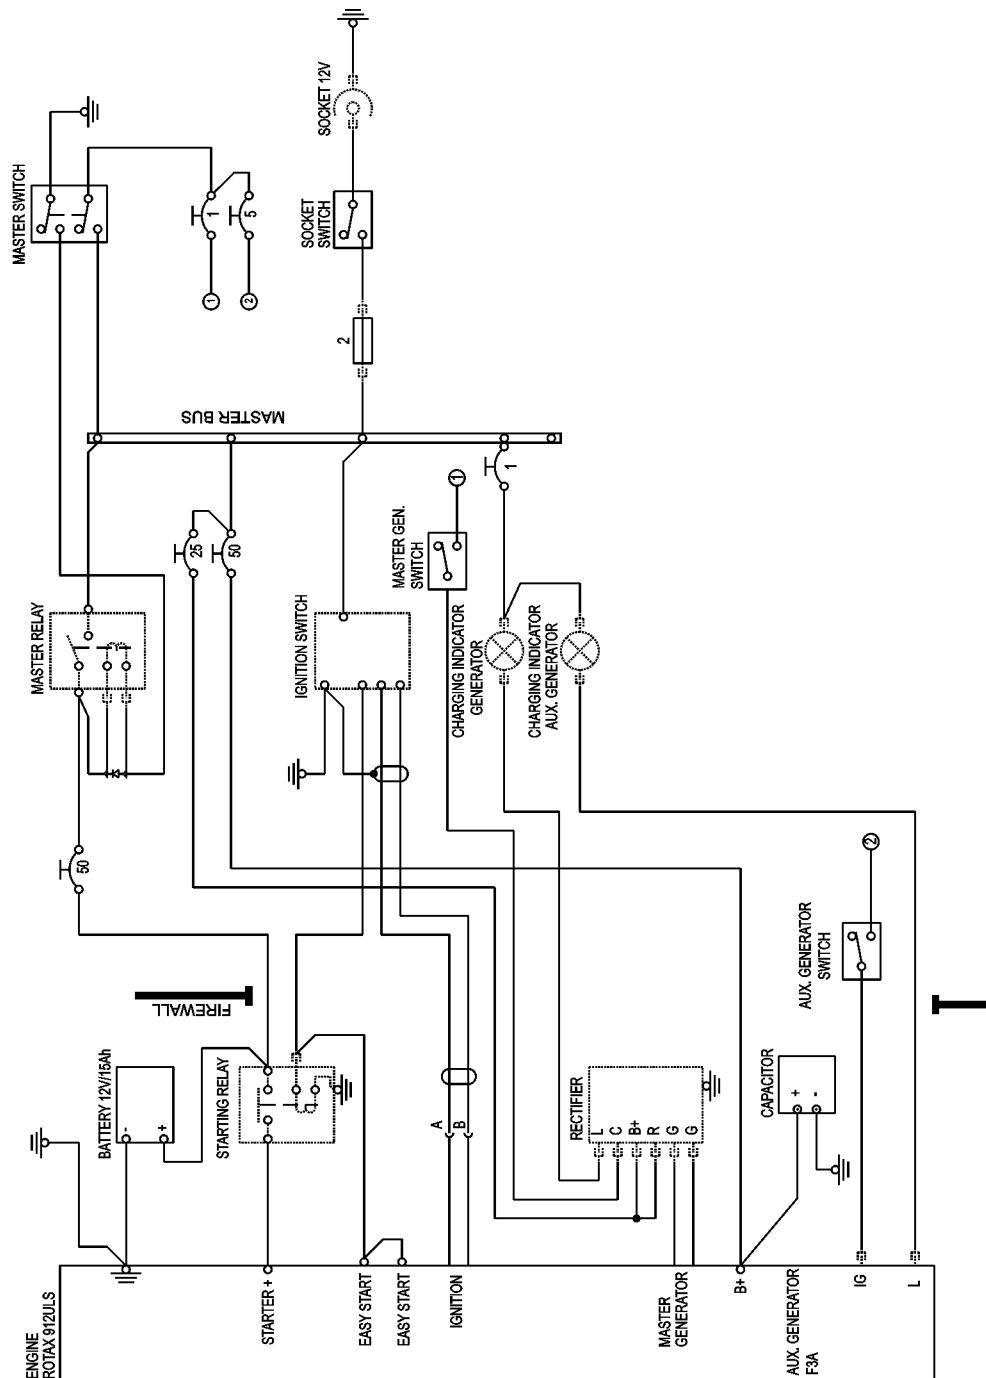 SOCKET 12V
MASTER SWITCH
SOCKET
SWITCH
1
5
1
2
2
MASTER BUS
MASTER RELAY
25
50
IGNITION SWITCH
MASTER GEN.
SWITCH
1
1
CHARGING INDICATOR
GENERATOR
CHARGING INDICATOR
AUX. GENERATOR
50
FIREWALL
2
AUX. GENERATOR
SWITCH
BATTERY 12V/15Ah
-
+
STARTING RELAY
A
B
RECTIFIER
L
C
B+
R
G
G
CAPACITOR
+
-
ENGINE
ROTAX 912ULS
STARTER +
EASY START
EASY START
IGNITION
MASTER
GENERATOR
B+
AUX. GENERATOR
F3A
IG
L